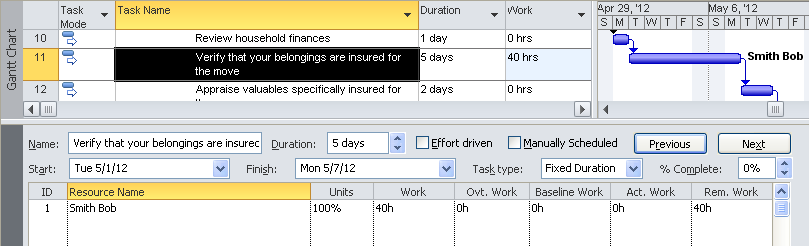 Gantt Chart
Task Mode Task Name Duration Work Apr 29, '12 May 6, '12
S M T W T F S S M T W T F S
10 Review household finances 1 day 0 hrs
11 Verify that your belongings are insured for the move 5 days 40 hrs Smith Bob
12 Appraise valuables specifically insured for 2 days 0 hrs
Name: Verify that your belongings are insurec Duration: 5 days Effort driven Manually Scheduled Previous Next
Start: Tue 5/1/12 Finish: Mon 5/7/12 Task type: Fixed Duration % Complete: 0%
ID Resource Name Units Work Ovt. Work Baseline Work Act. Work Rem. Work
1 Smith Bob 100% 40h 0h 0h 0h 40h